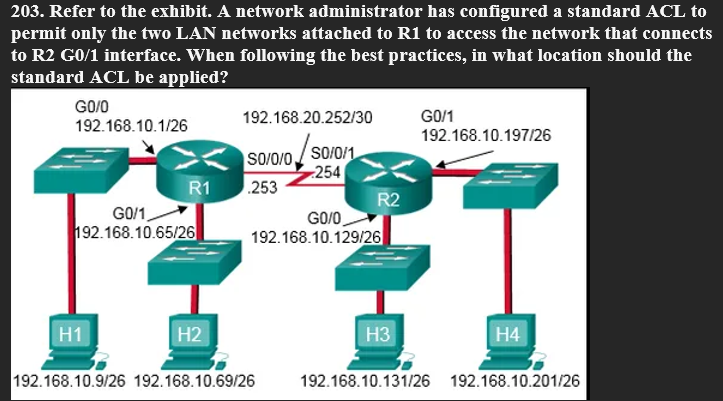 203. Refer to the exhibit. A network administrator has configured a standard ACL to
permit only the two LAN networks attached to R1 to access the network that connects
to R2 G0/1 interface. When following the best practices, in what location should the
standard ACL be applied?
G0/0
192.168.10.1/26
192.168.20.252/30
G0/1
192.168.10.197/26
S0/0/0
S0/0/1
.254
.253
R1
R2
G0/1
192.168.10.65/26
G0/0
192.168.10.129/26
H1
H2
H3
H4
192.168.10.9/26
192.168.10.69/26
192.168.10.131/26
192.168.10.201/26